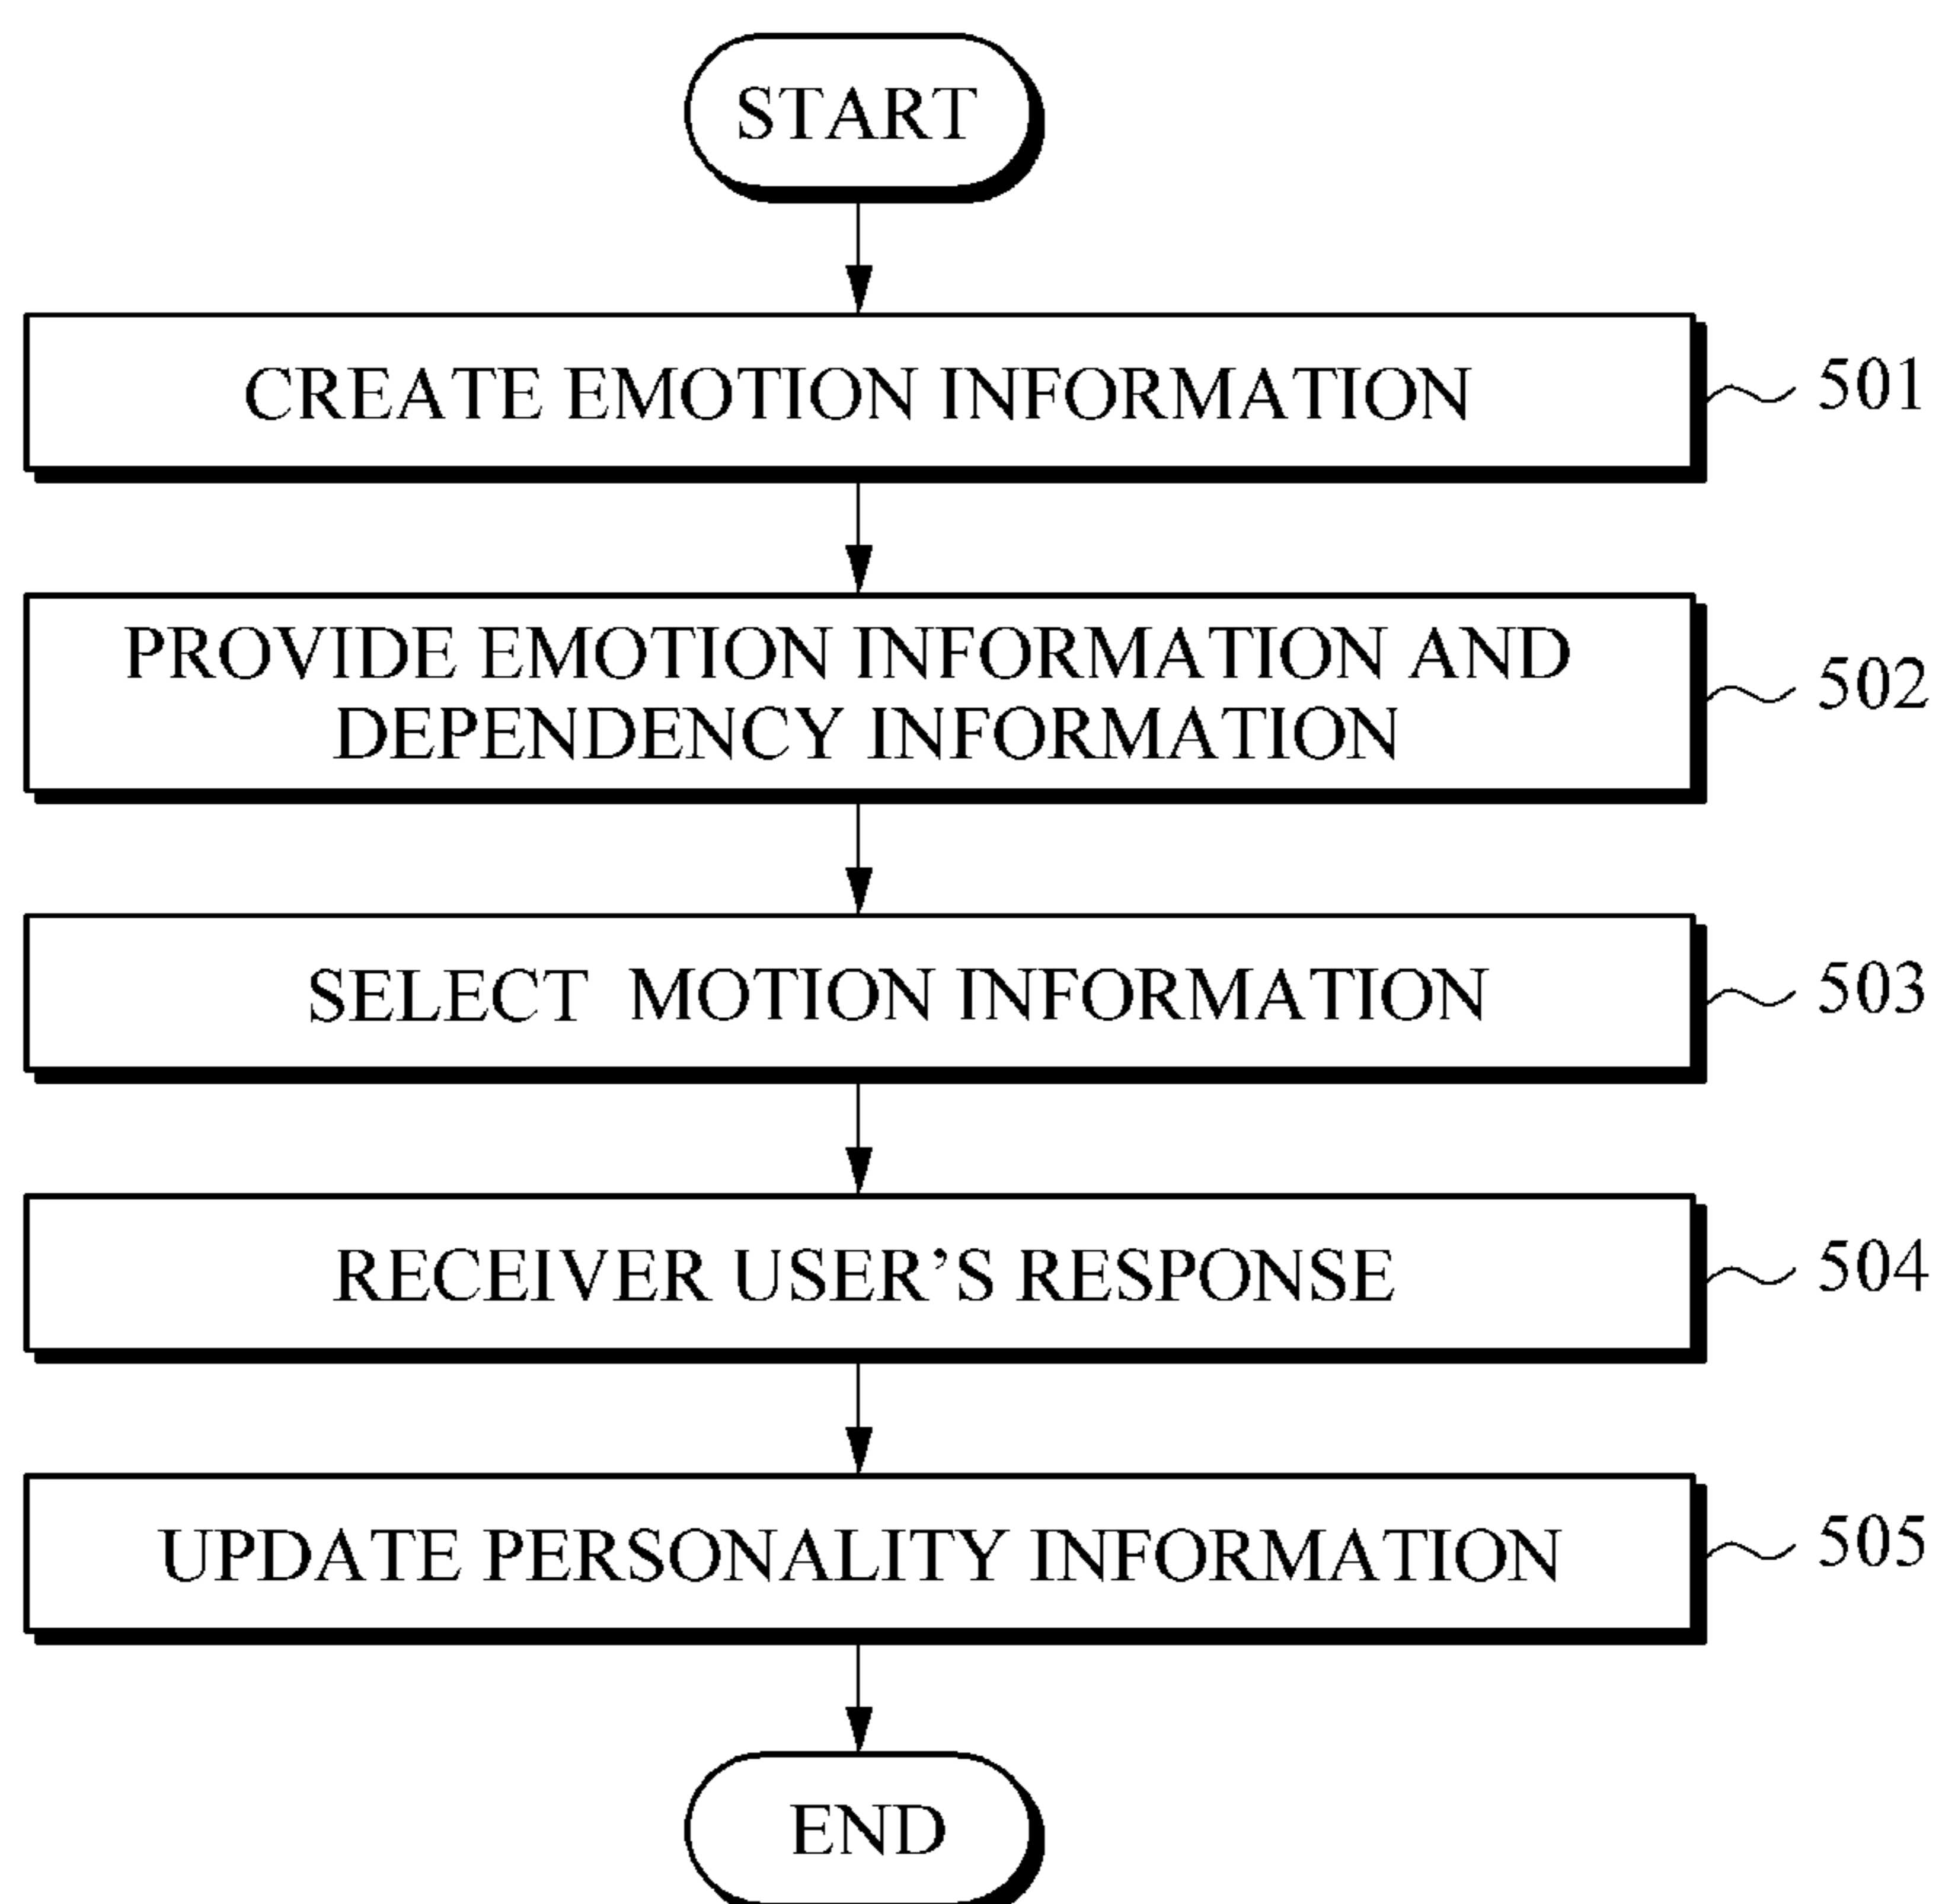 START
CREATE EMOTION INFORMATION
501
PROVIDE EMOTION INFORMATION AND
DEPENDENCY INFORMATION
502
SELECT MOTION INFORMATION
503
RECEIVER USER’S RESPONSE
504
UPDATE PERSONALITY INFORMATION
505
END